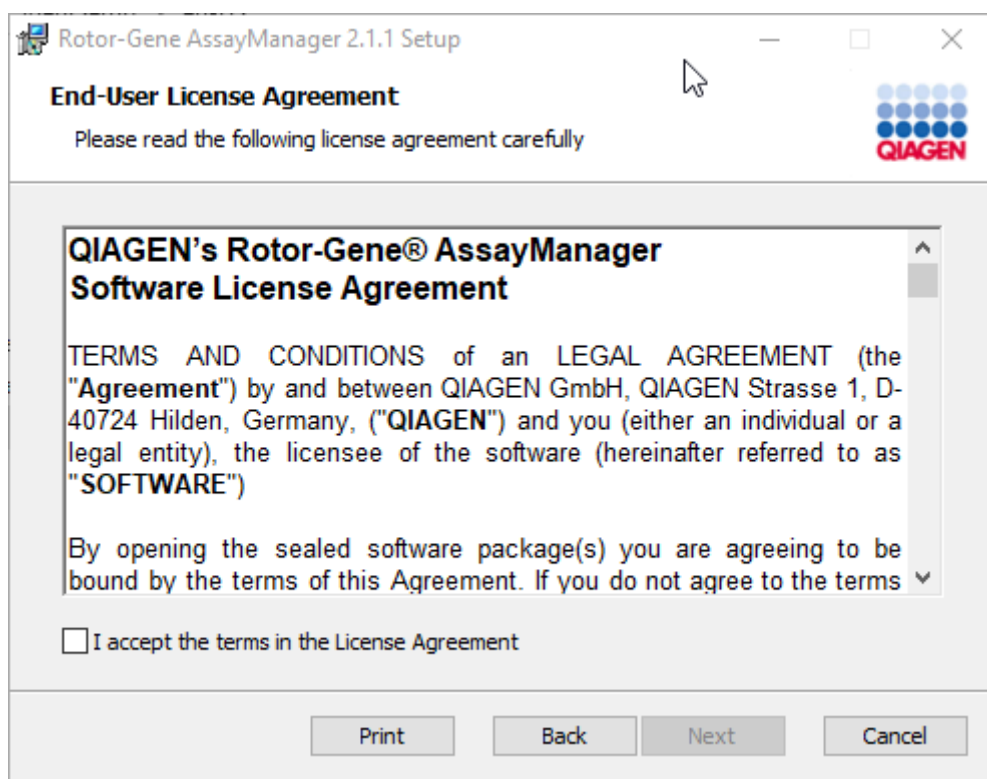 Rotor-Gene AssayManager 2.1.1 Setup
End-User License Agreement
Please read the following license agreement carefully
QIAGEN
QIAGEN’s Rotor-Gene® AssayManager
Software License Agreement
TERMS AND CONDITIONS of an LEGAL AGREEMENT (the
"Agreement") by and between QIAGEN GmbH, QIAGEN Strasse 1, D-
40724 Hilden, Germany, ("QIAGEN") and you (either an individual or a
legal entity), the licensee of the software (hereinafter referred to as
"SOFTWARE")
By opening the sealed software package(s) you are agreeing to be
bound by the terms of this Agreement. If you do not agree to the terms
I accept the terms in the License Agreement
Print
Back
Next
Cancel